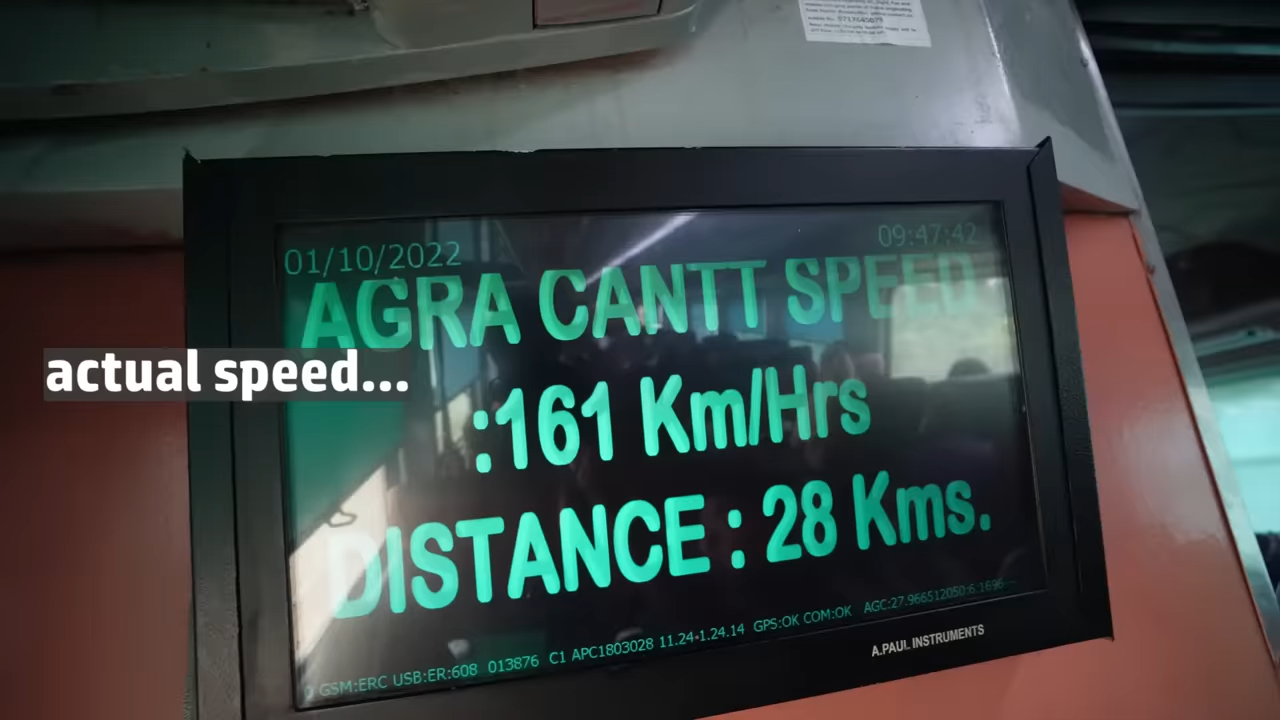 9717645079
01/10/2022
09:47:42
AGRA CANTT SPEED
:161 Km/Hrs
actual speed...
DISTANCE : 28 Kms.
GSM:ERC USB:ER:608 013876 C1 APC1803028 11.24-1.24.14 GPS:OK COM:OK
A.PAUL INSTRUMENTS